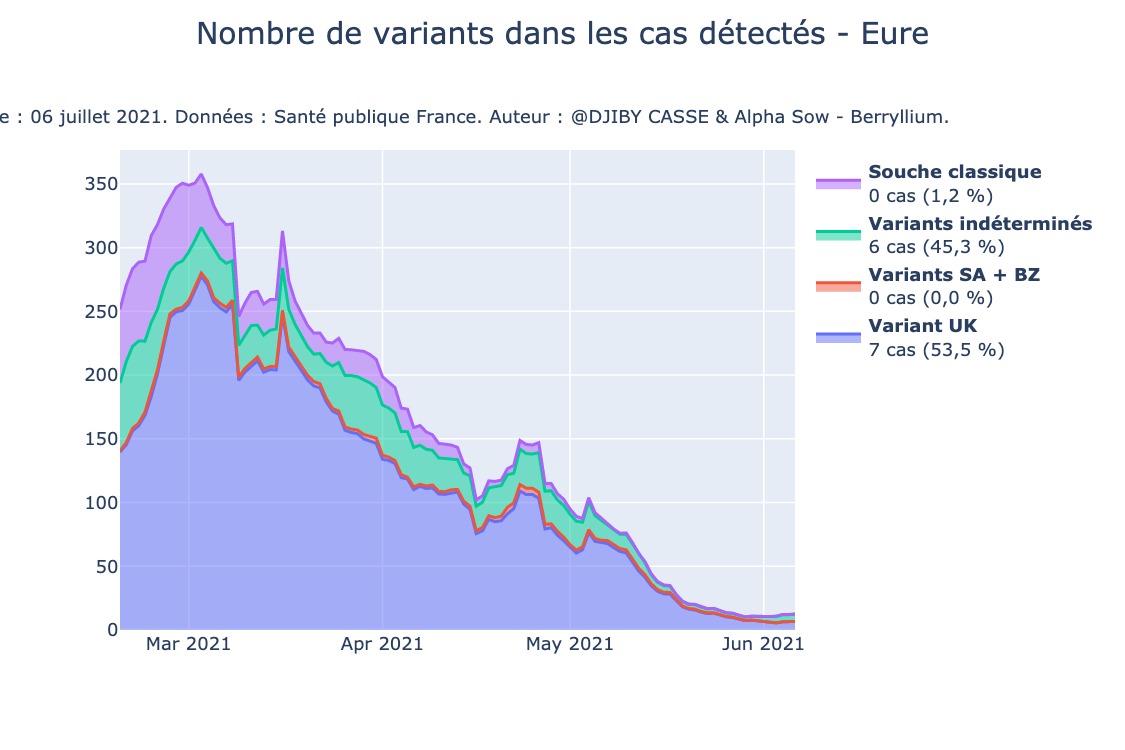 Nombre de variants dans les cas détectés - Eure
e : 06 juillet 2021. Données : Santé publique France. Auteur : @DJIBY CASSE & Alpha Sow - Berryllium.
350
300
250
200
150
100
50
0
Mar 2021
Apr 2021
May 2021
Jun 2021
Souche classique
0 cas (1,2 %)
Variants indéterminés
6 cas (45,3 %)
Variants SA + BZ
0 cas (0,0 %)
Variant UK
7 cas (53,5 %)